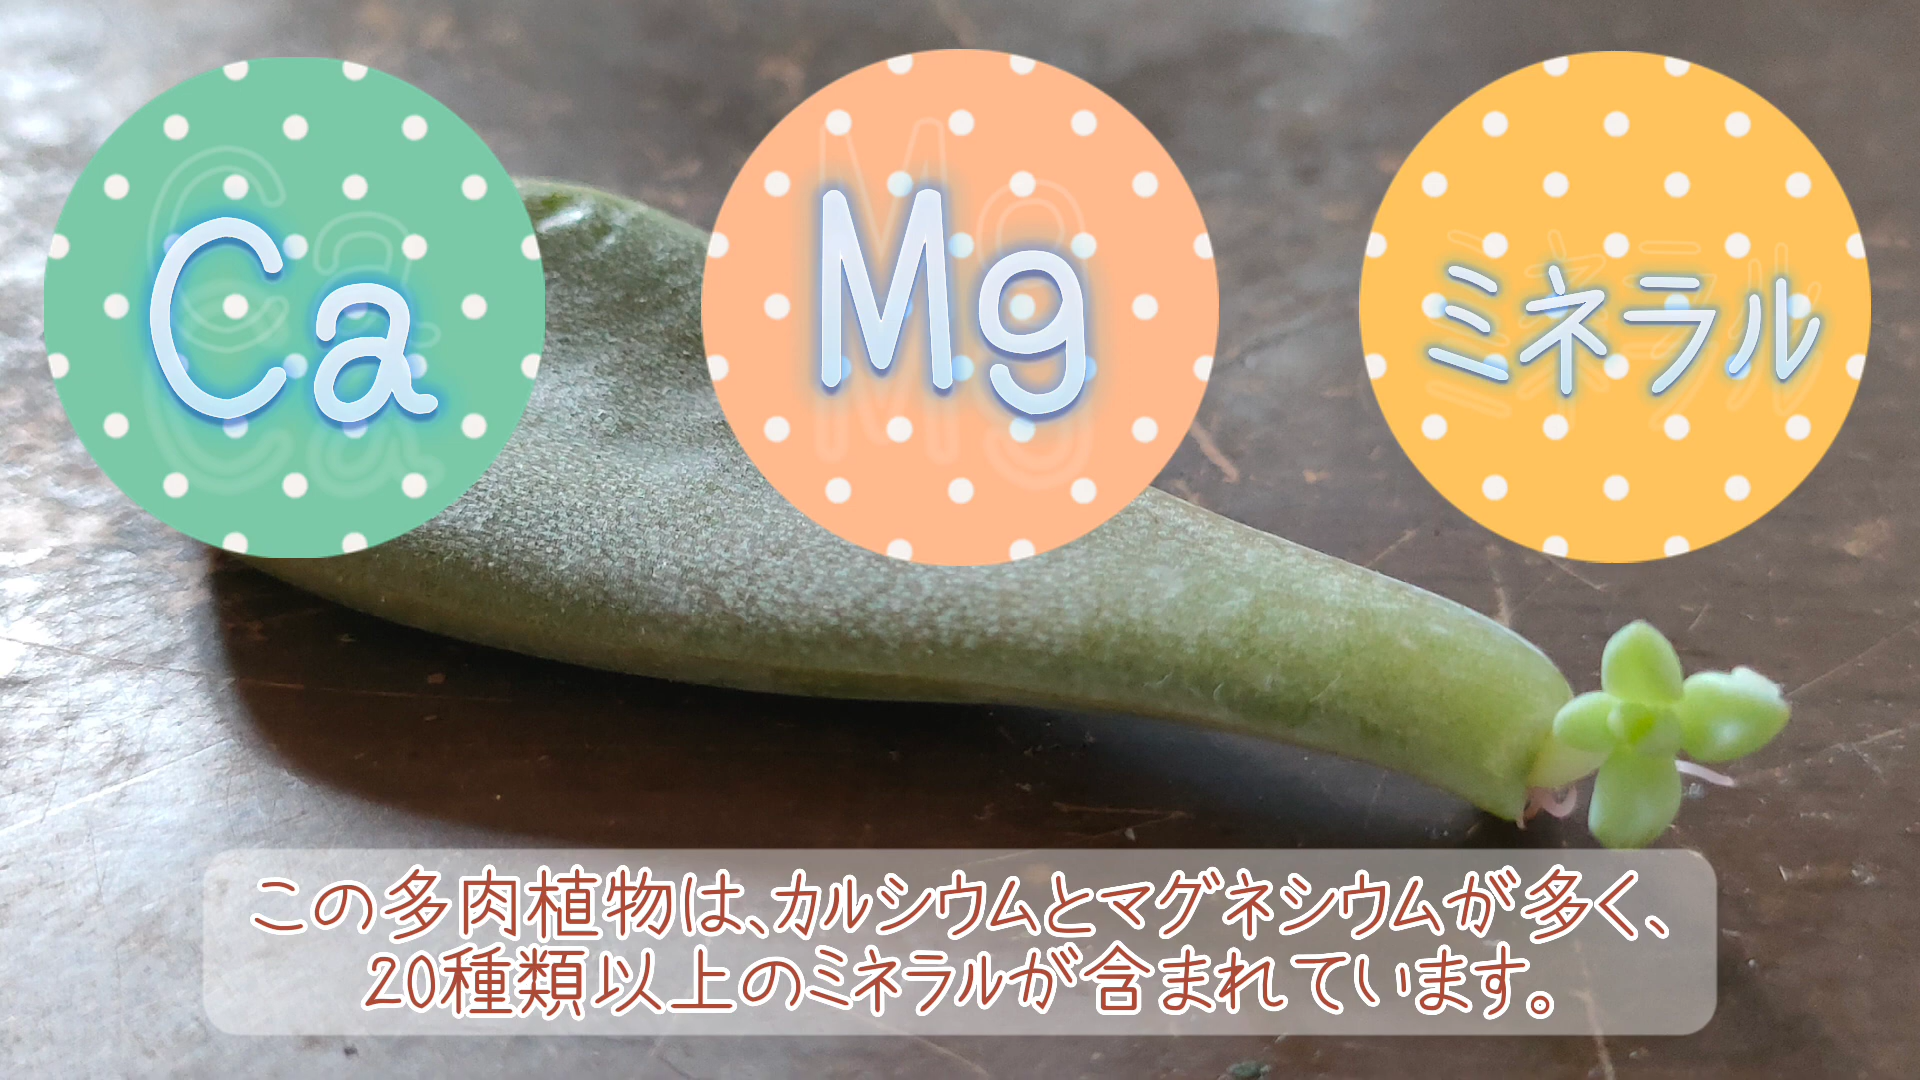 Ca
Mg
ミネラル
この多肉植物は、カルシウムとマグネシウムが多く、
20種類以上のミネラルが含まれています。